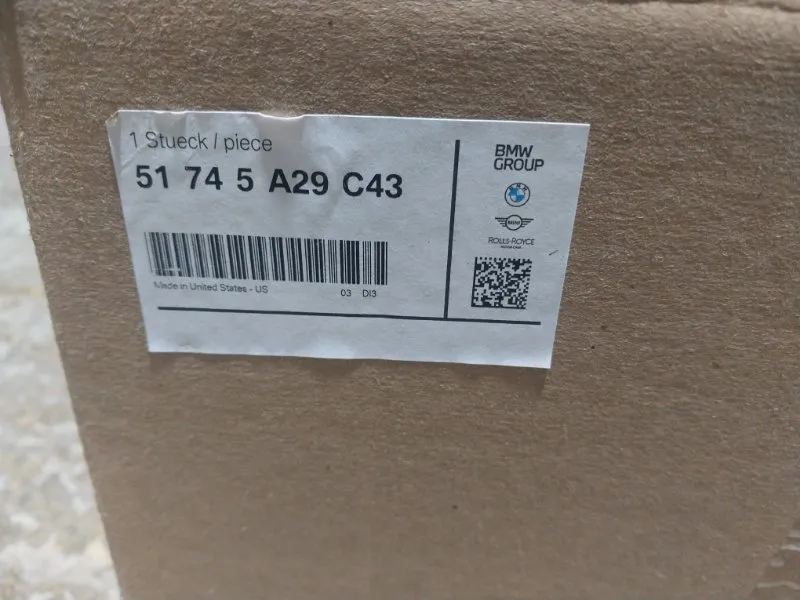 1 Stueck / piece
51 74 5 A29 C43
Made in United States - US
03 DI3
BMW
GROUP
MINI
ROLLS-ROYCE